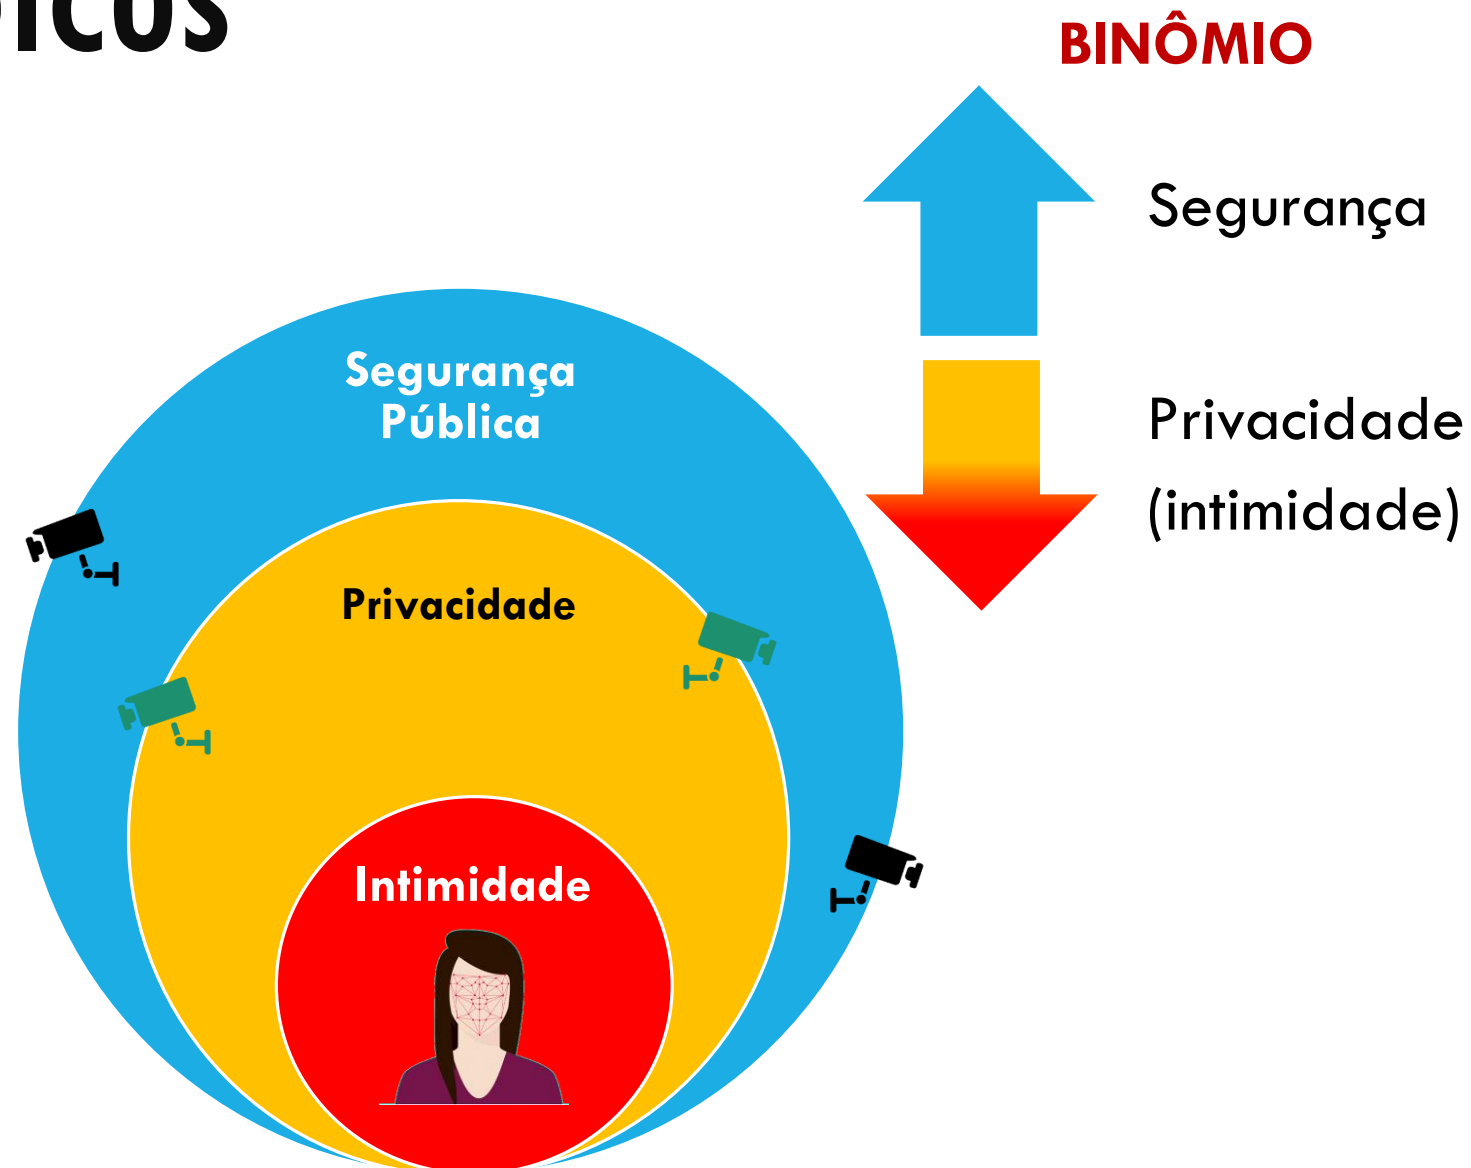 BINÔMIO
Segurança
Privacidade
(intimidade)
Segurança
Pública
Privacidade
Intimidade